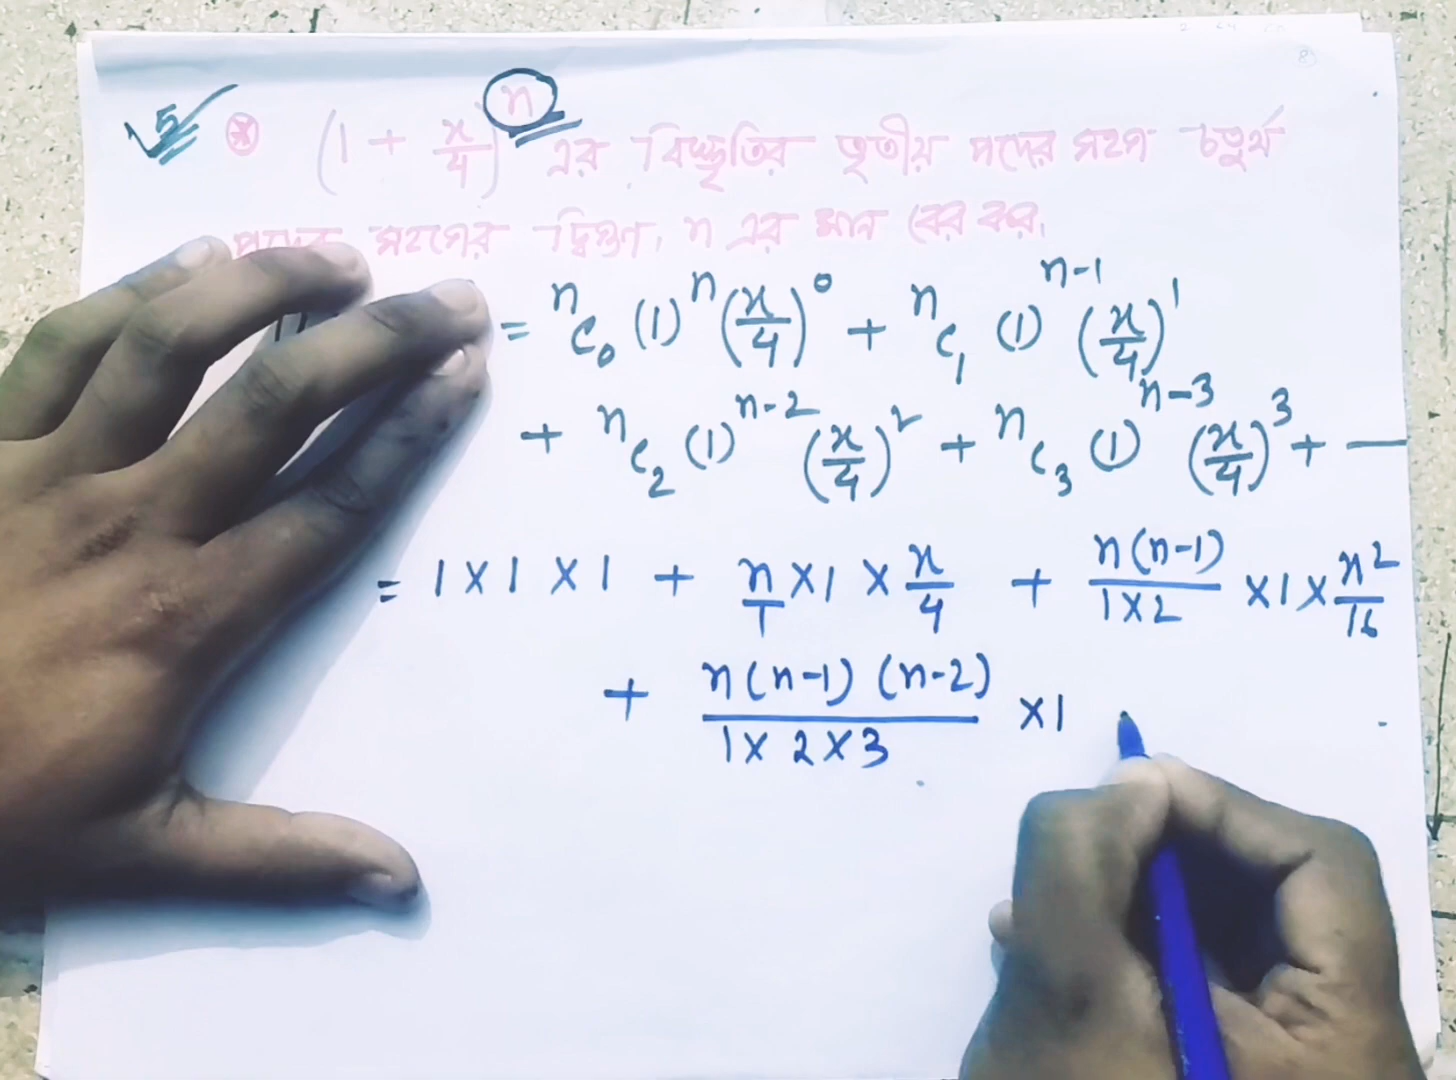 5 * (1 + x/4)^n এর বিস্তৃতির তৃতীয় পদের সহগ চতুর্থ
পদের সহগের দ্বিগুণ, n এর মান বের কর।
= ⁿC₀ (1)ⁿ (x/4)⁰ + ⁿC₁ (1)ⁿ⁻¹ (x/4)¹
+ ⁿC₂ (1)ⁿ⁻² (x/4)² + ⁿC₃ (1)ⁿ⁻³ (x/4)³ + —
= 1 × 1 × 1 + n/1 × 1 × x/4 + n(n-1)/1×2 × 1 × x²/16
+ n(n-1)(n-2)/1×2×3 × 1